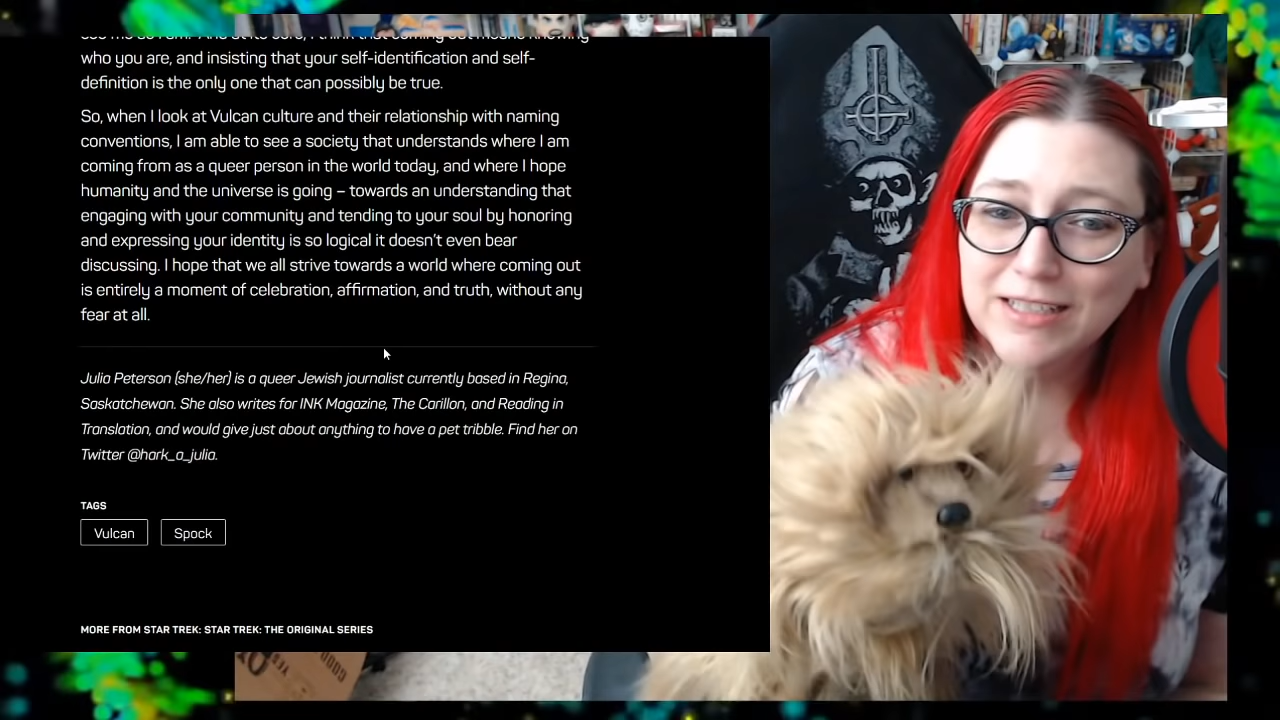 who you are, and insisting that your self-identification and self-
definition is the only one that can possibly be true.
So, when I look at Vulcan culture and their relationship with naming
conventions, I am able to see a society that understands where I am
coming from as a queer person in the world today, and where I hope
humanity and the universe is going – towards an understanding that
engaging with your community and tending to your soul by honoring
and expressing your identity is so logical it doesn't even bear
discussing. I hope that we all strive towards a world where coming out
is entirely a moment of celebration, affirmation, and truth, without any
fear at all.
Julia Peterson (she/her) is a queer Jewish journalist currently based in Regina,
Saskatchewan. She also writes for INK Magazine, The Carillon, and Reading in
Translation, and would give just about anything to have a pet tribble. Find her on
Twitter @hark_a_julia.
TAGS
Vulcan Spock
MORE FROM STAR TREK: STAR TREK: THE ORIGINAL SERIES
GOOD